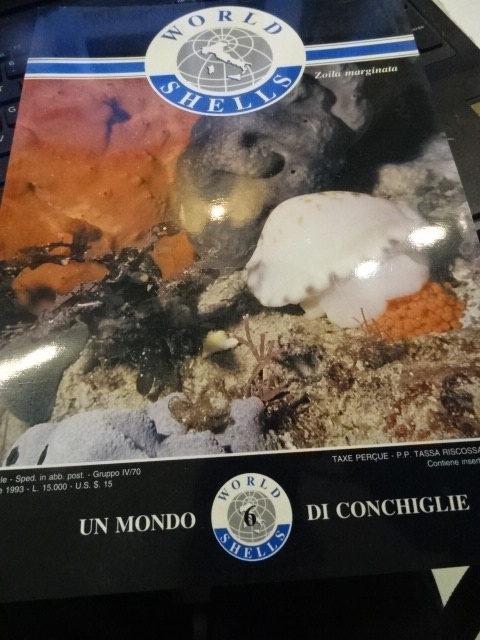 WORLD
SHELLS
Zoila marginata
TAXE PERÇUE - P.P. TASSA RISCOSSA
le - Sped. in abb. post. - Gruppo IV/70
Contiene insert
e 1993 - L. 15.000 - U.S. $. 15
WORLD
UN MONDO 6 DI CONCHIGLIE
SHELLS